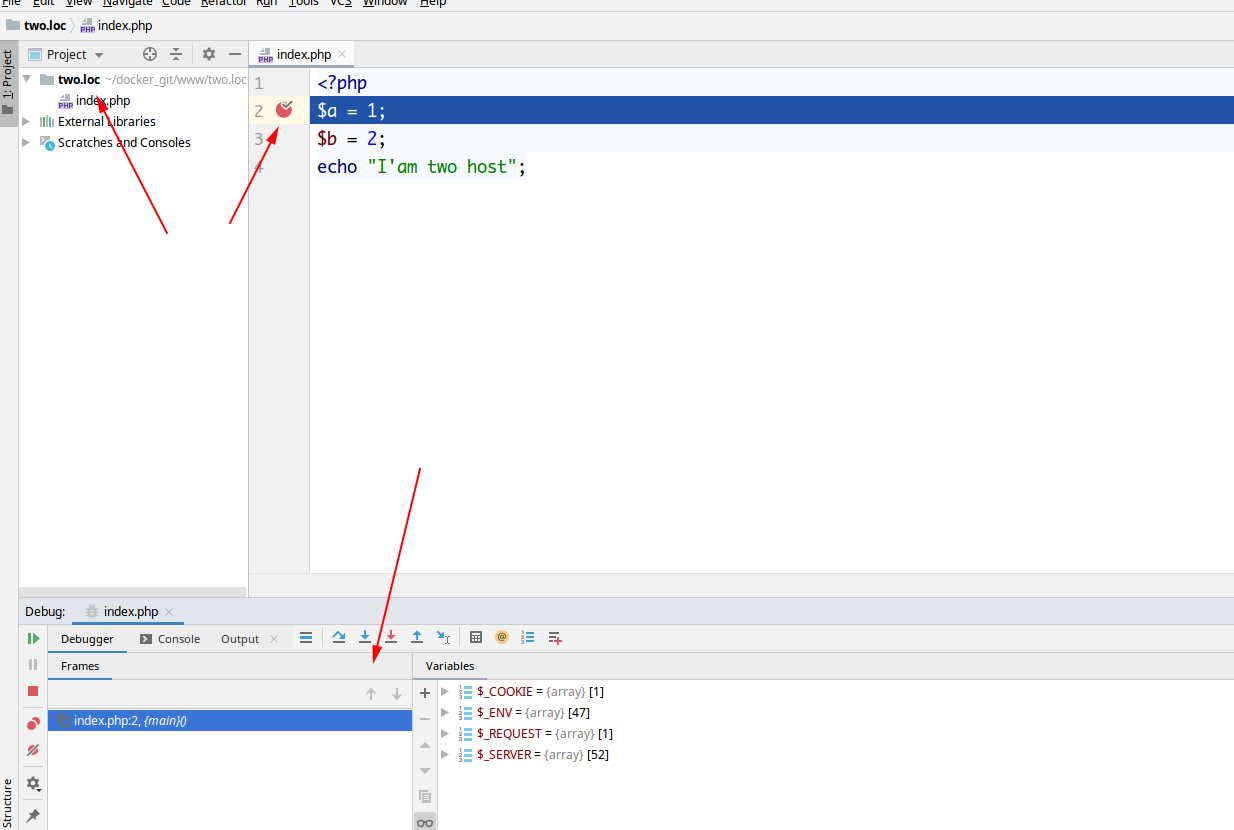 File Edit View Navigate Code Refactor Run Tools VCS Window Help
two.loc index.php
1: Project
Project
index.php
two.loc ~/docker_git/www/two.loc
index.php
External Libraries
Scratches and Consoles
1 <?php
2 $a = 1;
3 $b = 2;
4 echo "I'am two host";
Debug: index.php
Debugger Console Output
Frames
Variables
index.php:2, {main}()
$_COOKIE = {array} [1]
$_ENV = {array} [47]
$_REQUEST = {array} [1]
$_SERVER = {array} [52]
Structure